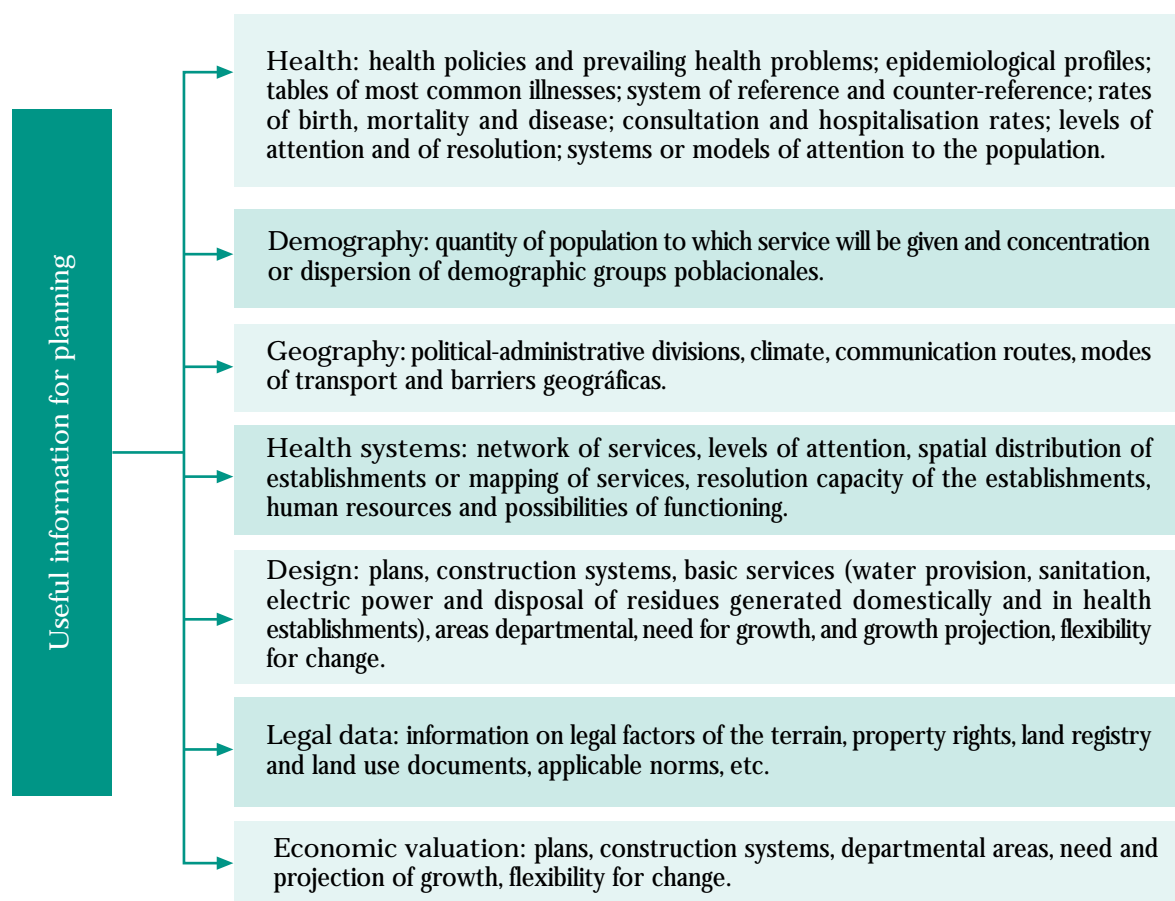 Useful information for planning
Health: health policies and prevailing health problems; epidemiological profiles;
tables of most common illnesses; system of reference and counter-reference; rates
of birth, mortality and disease; consultation and hospitalisation rates; levels of
attention and of resolution; systems or models of attention to the population.
Demography: quantity of population to which service will be given and concentration
or dispersion of demographic groups poblacionales.
Geography: political-administrative divisions, climate, communication routes, modes
of transport and barriers geográficas.
Health systems: network of services, levels of attention, spatial distribution of
establishments or mapping of services, resolution capacity of the establishments,
human resources and possibilities of functioning.
Design: plans, construction systems, basic services (water provision, sanitation,
electric power and disposal of residues generated domestically and in health
establishments), areas departmental, need for growth, and growth projection, flexibility
for change.
Legal data: information on legal factors of the terrain, property rights, land registry
and land use documents, applicable norms, etc.
Economic valuation: plans, construction systems, departmental areas, need and
projection of growth, flexibility for change.